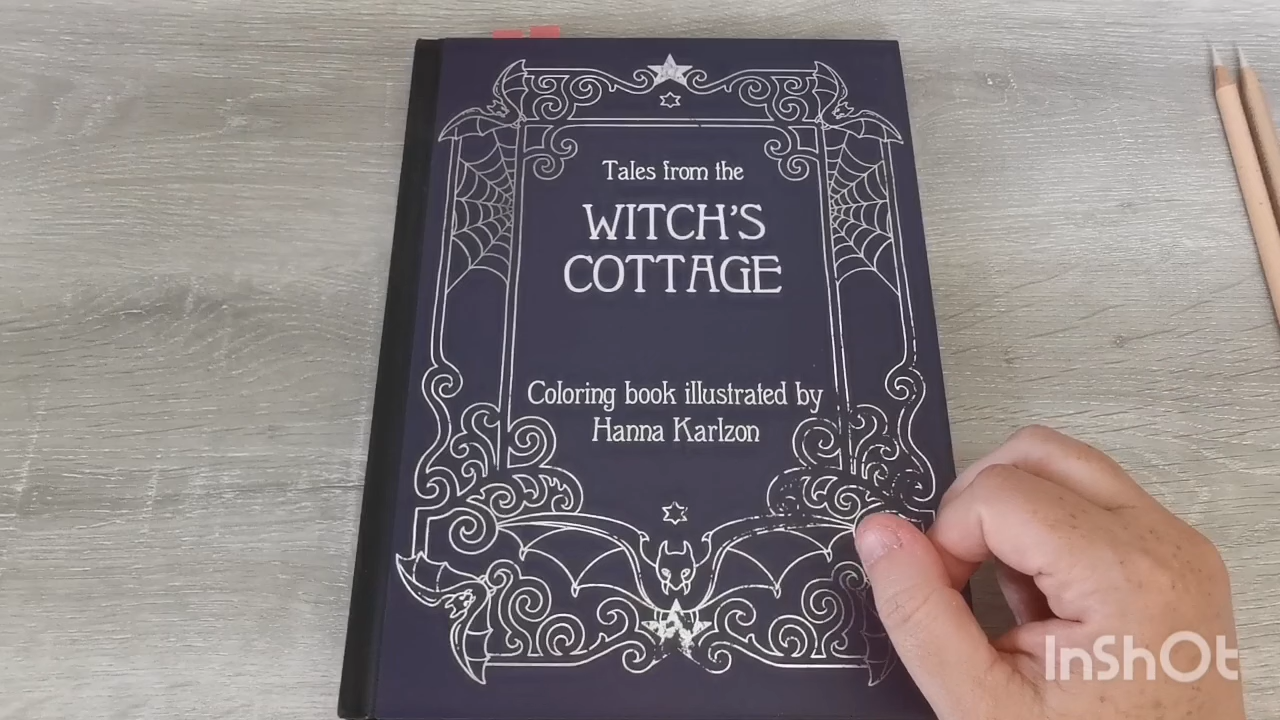 Tales from the
WITCH'S
COTTAGE
Coloring book illustrated by
Hanna Karlzon
InShOt